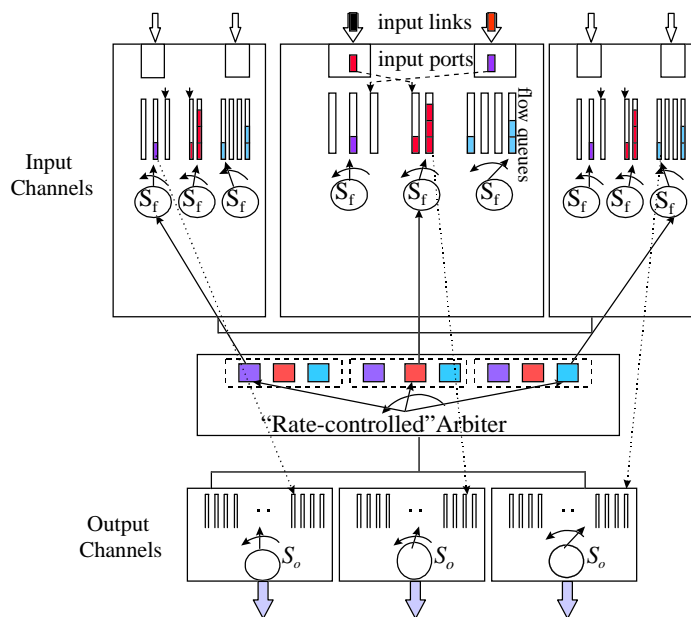 input links
input ports
flow queues
Input
Channels
S_f S_f S_f
S_f S_f S_f
S_f S_f S_f
“Rate-controlled”Arbiter
. . . . . .
Output
Channels
S_o S_o S_o